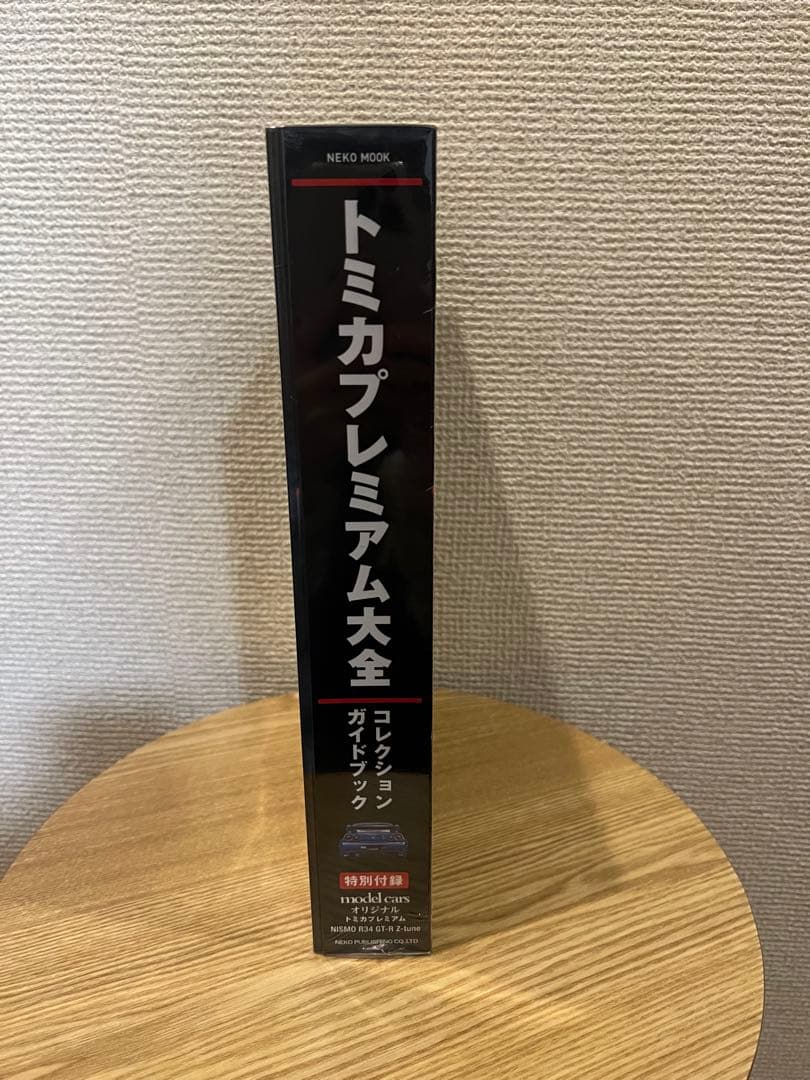 NEKO MOOK
トミカプレミアム大全
コレクション
ガイドブック
特別付録
model cars
オリジナル
トミカプレミアム
NISMO R34 GT-R Z-tune
NEKO PUBLISHING CO.,LTD